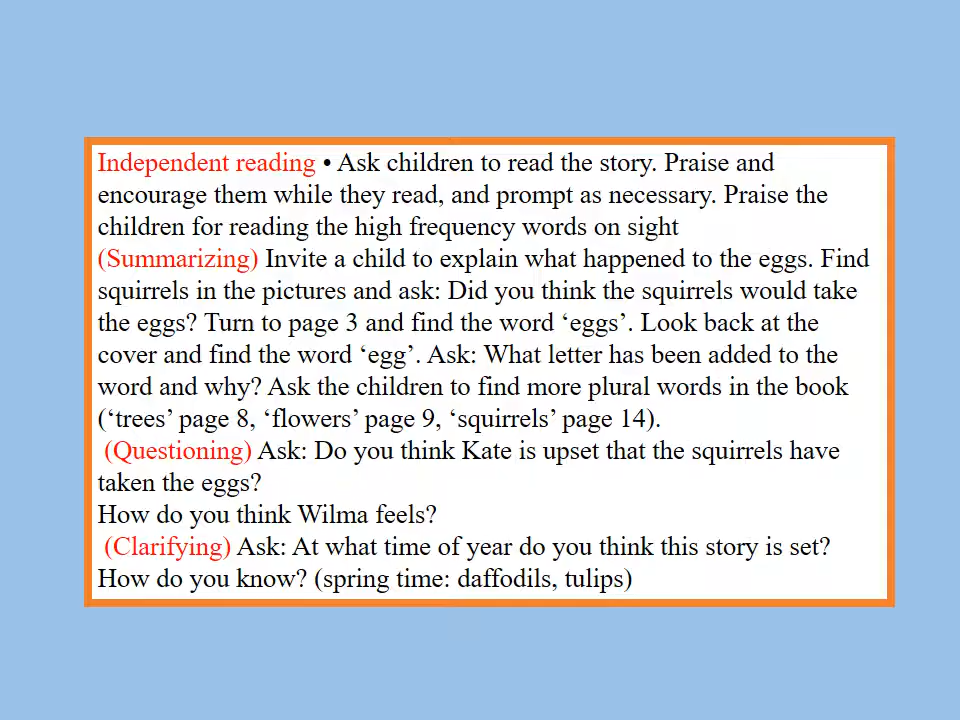 Independent reading • Ask children to read the story. Praise and
encourage them while they read, and prompt as necessary. Praise the
children for reading the high frequency words on sight
(Summarizing) Invite a child to explain what happened to the eggs. Find
squirrels in the pictures and ask: Did you think the squirrels would take
the eggs? Turn to page 3 and find the word ‘eggs’. Look back at the
cover and find the word ‘egg’. Ask: What letter has been added to the
word and why? Ask the children to find more plural words in the book
(‘trees’ page 8, ‘flowers’ page 9, ‘squirrels’ page 14).
(Questioning) Ask: Do you think Kate is upset that the squirrels have
taken the eggs?
How do you think Wilma feels?
(Clarifying) Ask: At what time of year do you think this story is set?
How do you know? (spring time: daffodils, tulips)